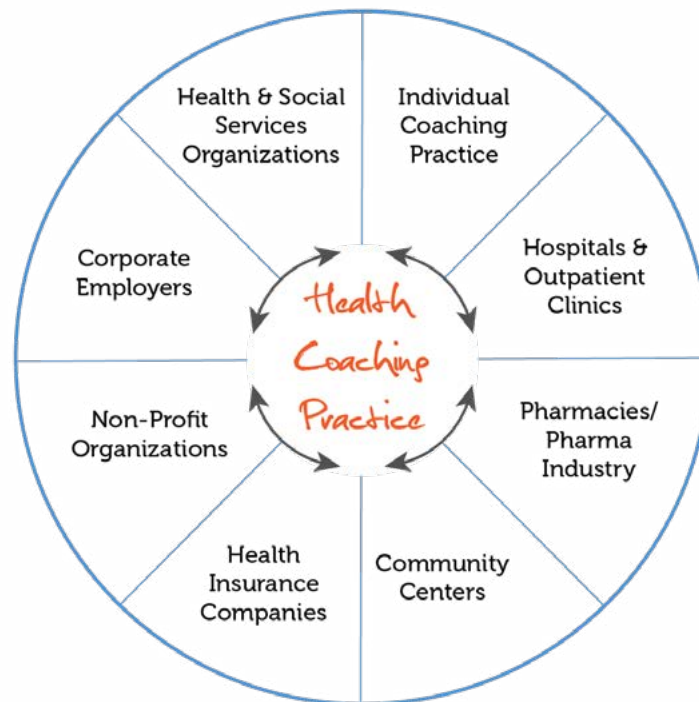 Health & Social
Services
Organizations
Individual
Coaching
Practice
Corporate
Employers
Hospitals &
Outpatient
Clinics
Health
Coaching
Practice
Non-Profit
Organizations
Pharmacies/
Pharma
Industry
Health
Insurance
Companies
Community
Centers